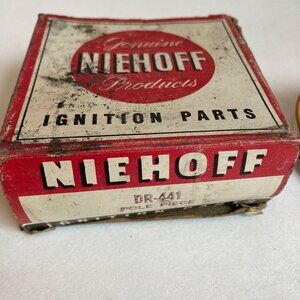 Genuine
NIEHOFF
Products
IGNITION PARTS
NIEHOFF
DR-441
POLE PIECE